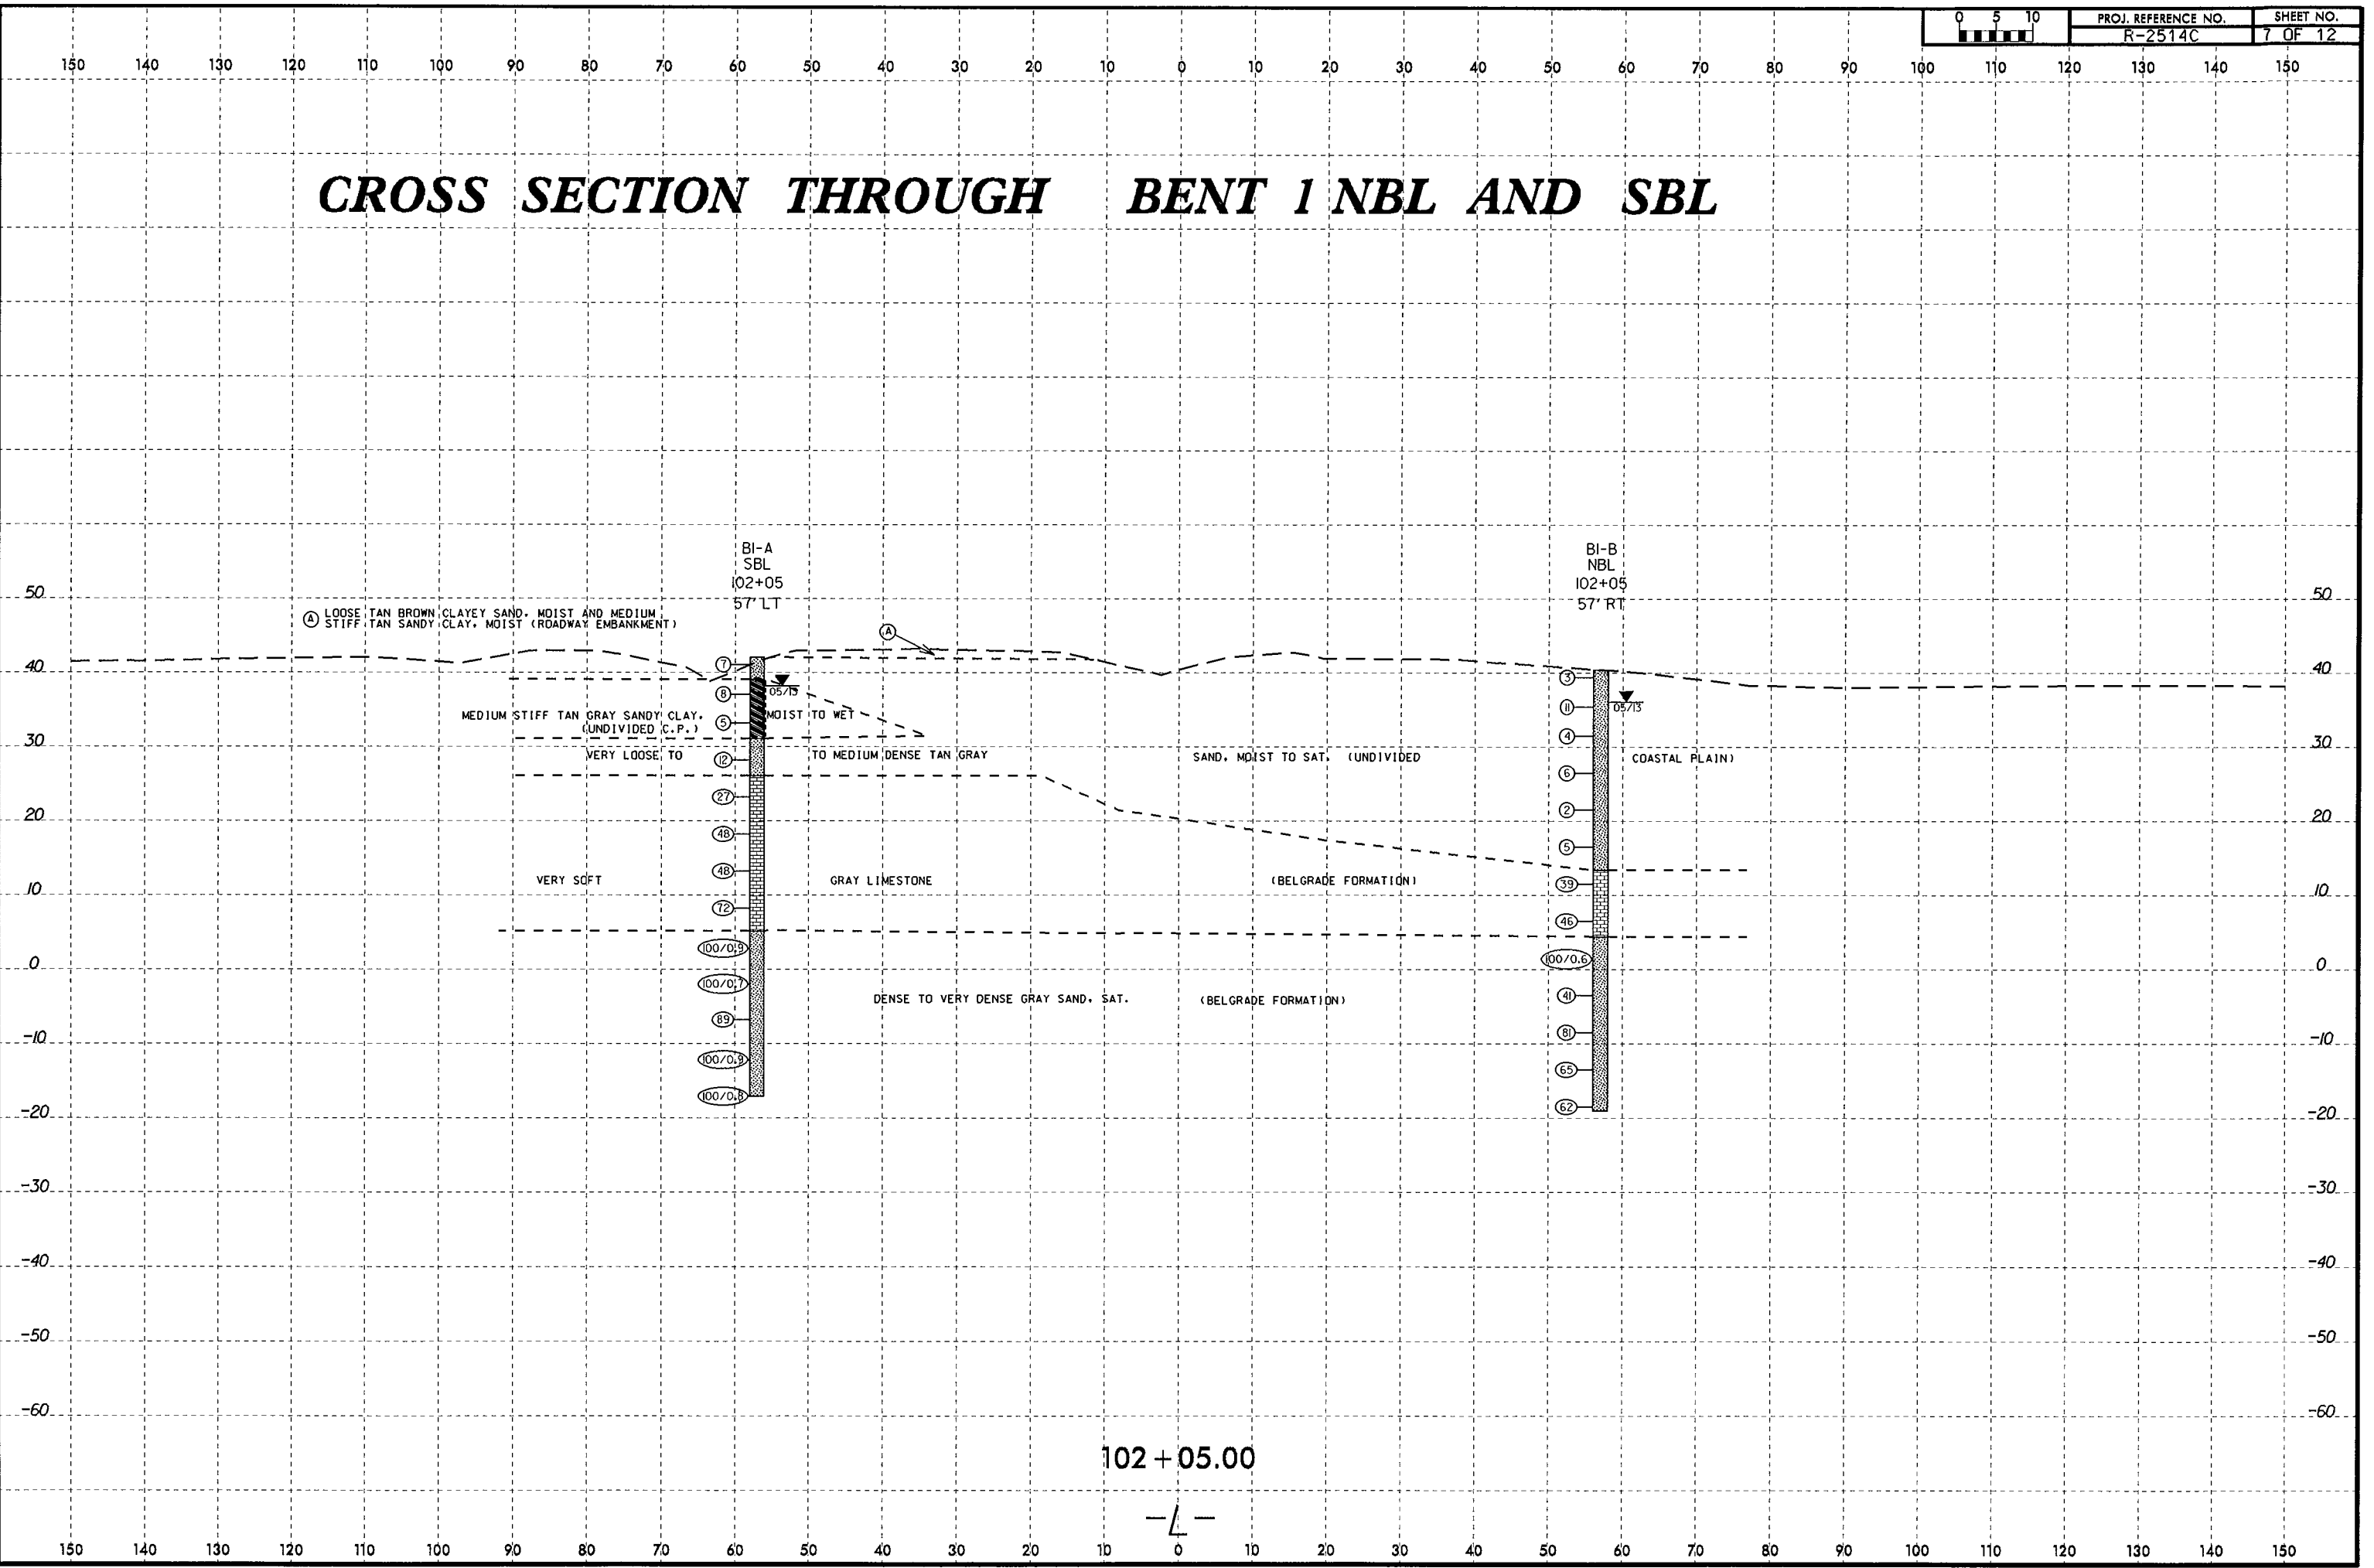 0 5 10
PROJ. REFERENCE NO. SHEET NO.
R-2514C 7 OF 12
150 140 130 120 110 100 90 80 70 60 50 40 30 20 10 0 10 20 30 40 50 60 70 80 90 100 110 120 130 140 150
CROSS SECTION THROUGH BENT 1 NBL AND SBL
B1-A
SBL
102+05
57' LT
B1-B
NBL
102+05
57' RT
50 50
A LOOSE TAN BROWN CLAYEY SAND, MOIST AND MEDIUM
STIFF TAN SANDY CLAY, MOIST (ROADWAY EMBANKMENT)
A
40 7 40
3
8 05/13
11 05/13
MEDIUM STIFF TAN GRAY SANDY CLAY, MOIST TO WET
(UNDIVIDED C.P.)
5
4
30 30
VERY LOOSE TO TO MEDIUM DENSE TAN GRAY SAND, MOIST TO SAT. (UNDIVIDED COASTAL PLAIN)
12
6
27
2
20 20
48
5
48
VERY SOFT GRAY LIMESTONE (BELGRADE FORMATION)
39
10 10
72
46
100/0.9
100/0.6
0 0
100/0.7
41
DENSE TO VERY DENSE GRAY SAND, SAT. (BELGRADE FORMATION)
89
81
-10 -10
100/0.9
65
100/0.8
62
-20 -20
-30 -30
-40 -40
-50 -50
-60 -60
102+05.00
-L-
150 140 130 120 110 100 90 80 70 60 50 40 30 20 10 0 10 20 30 40 50 60 70 80 90 100 110 120 130 140 150